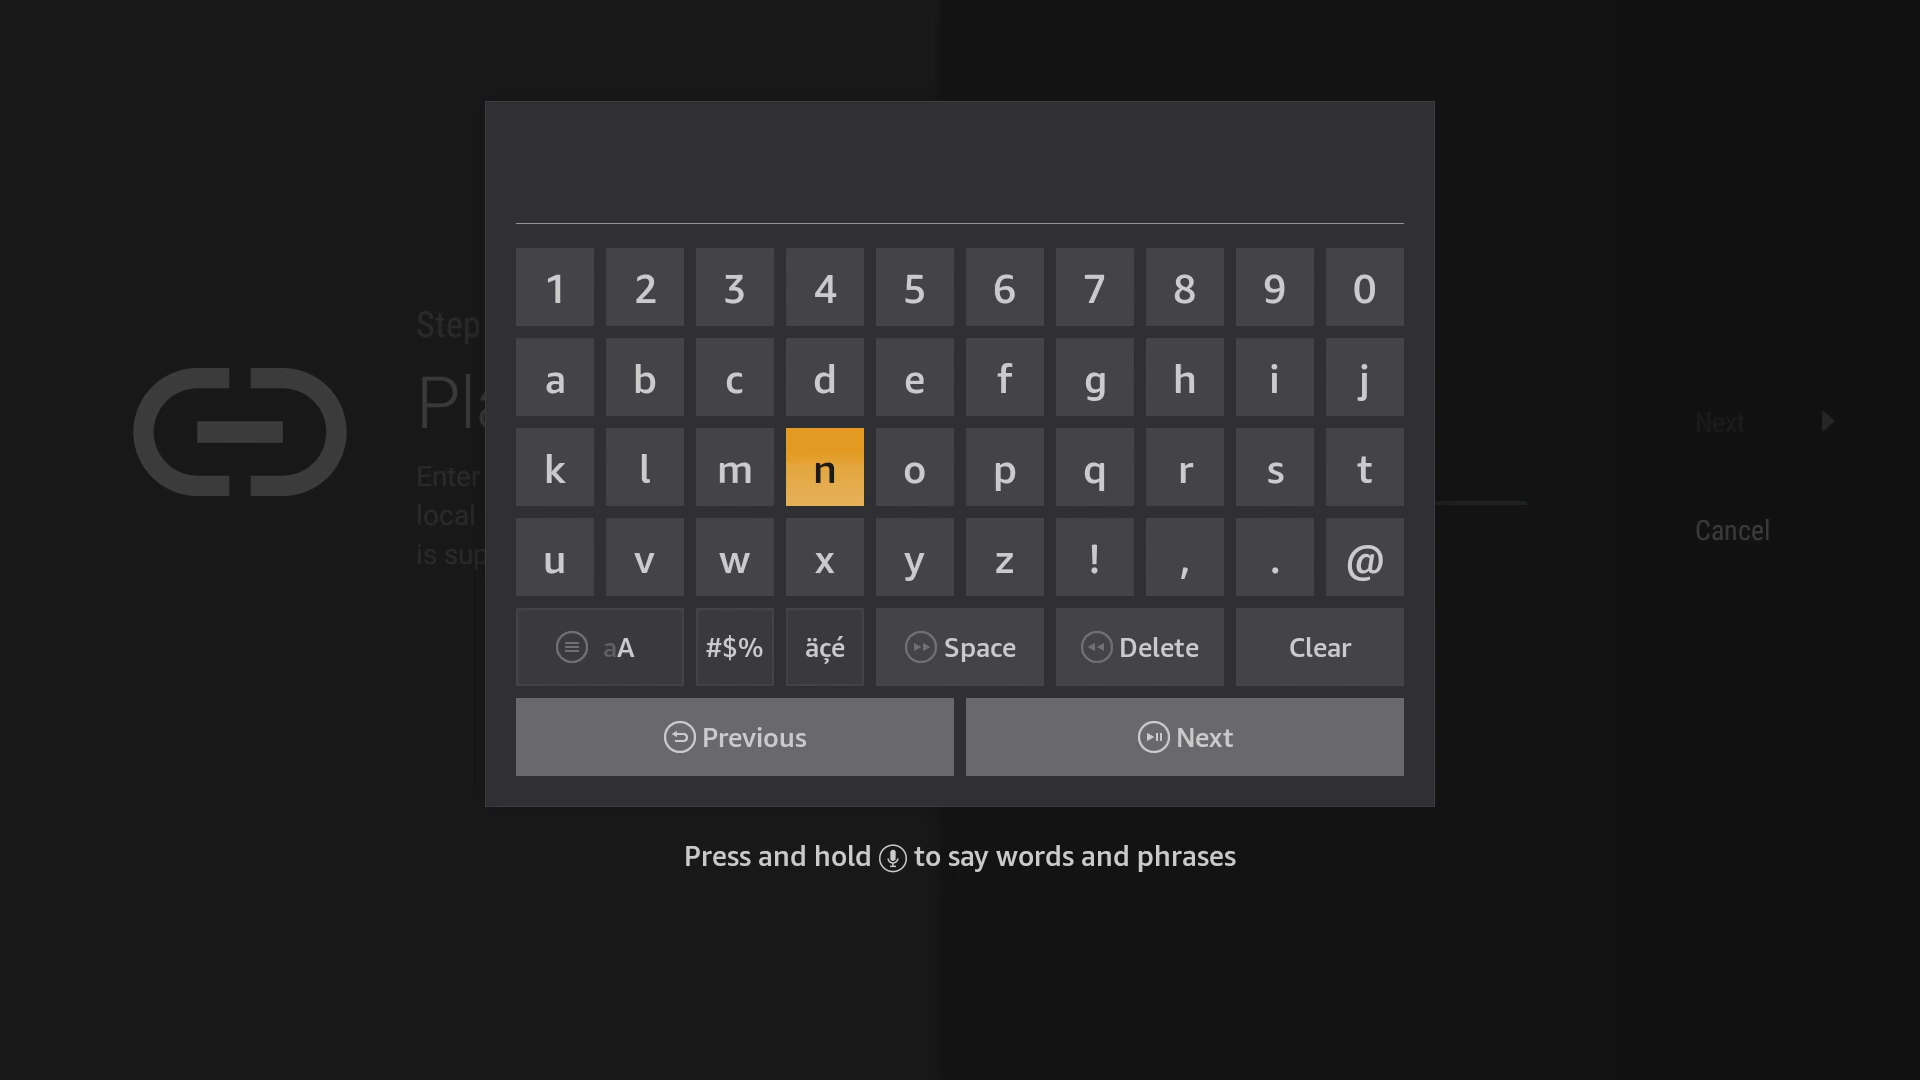 Step
Enter
local
1 2 3 4 5 6 7 8 9 0
a b c d e f g h i j
k l m n o p q r s t
u v w x y z ! , . @
aA #$% äçé Space Delete Clear
Previous Next
Next
Cancel
Press and hold to say words and phrases